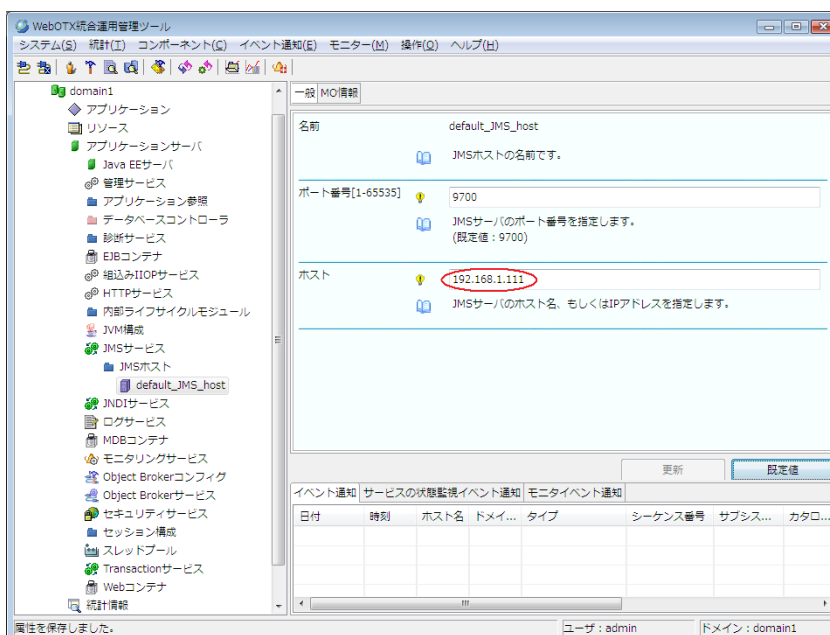 WebOTX統合運用管理ツール
システム(S) 統計(T) コンポーネント(C) イベント通知(E) モニター(M) 操作(O) ヘルプ(H)
domain1
アプリケーション
リソース
アプリケーションサーバ
Java EEサーバ
管理サービス
アプリケーション参照
データベースコントローラ
診断サービス
EJBコンテナ
組込みIIOPサービス
HTTPサービス
内部ライフサイクルモジュール
JVM構成
JMSサービス
JMSホスト
default_JMS_host
JNDIサービス
ログサービス
MDBコンテナ
モニタリングサービス
Object Brokerコンフィグ
Object Brokerサービス
セキュリティサービス
セッション構成
スレッドプール
Transactionサービス
Webコンテナ
統計情報
一般 MO情報
名前 default_JMS_host
JMSホストの名前です。
ポート番号[1-65535] 9700
JMSサーバのポート番号を指定します。
(既定値：9700)
ホスト 192.168.1.111
JMSサーバのホスト名、もしくはIPアドレスを指定します。
更新 既定値
イベント通知 サービスの状態監視イベント通知 モニタイベント通知
日付 時刻 ホスト名 ドメイ... タイプ シーケンス番号 サブシス... カタロ...
属性を保存しました。 ユーザ：admin ドメイン：domain1